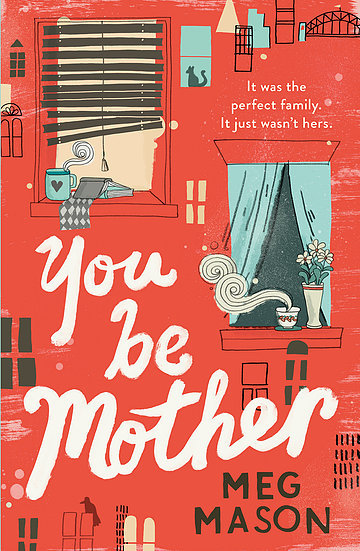 It was the
perfect family.
It just wasn't hers.
You
be
Mother
MEG
MASON